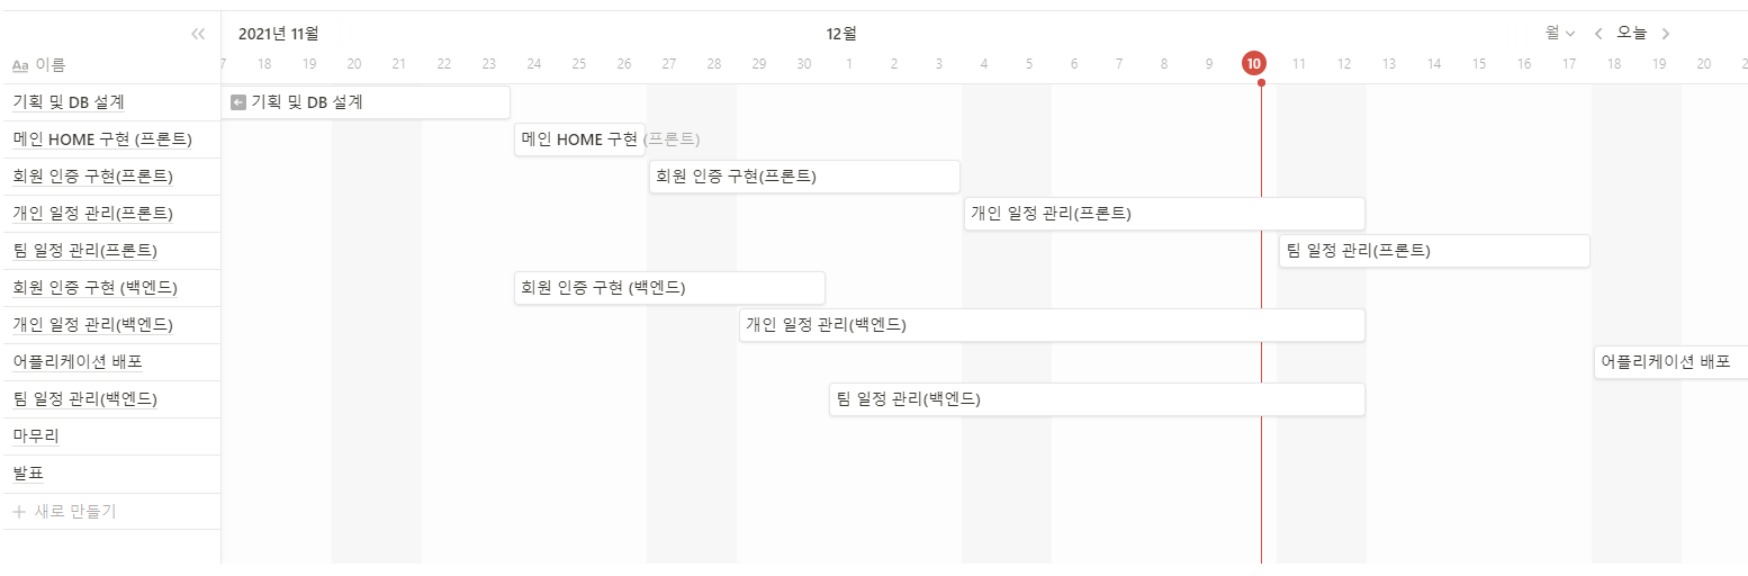 2021년 11월 12월 월 오늘
Aa 이름 7 18 19 20 21 22 23 24 25 26 27 28 29 30 1 2 3 4 5 6 7 8 9 10 11 12 13 14 15 16 17 18 19 20 2
기획 및 DB 설계 기획 및 DB 설계
메인 HOME 구현 (프론트) 메인 HOME 구현 (프론트)
회원 인증 구현(프론트) 회원 인증 구현(프론트)
개인 일정 관리(프론트) 개인 일정 관리(프론트)
팀 일정 관리(프론트) 팀 일정 관리(프론트)
회원 인증 구현 (백엔드) 회원 인증 구현 (백엔드)
개인 일정 관리(백엔드) 개인 일정 관리(백엔드)
어플리케이션 배포 어플리케이션 배포
팀 일정 관리(백엔드) 팀 일정 관리(백엔드)
마무리
발표
+ 새로 만들기